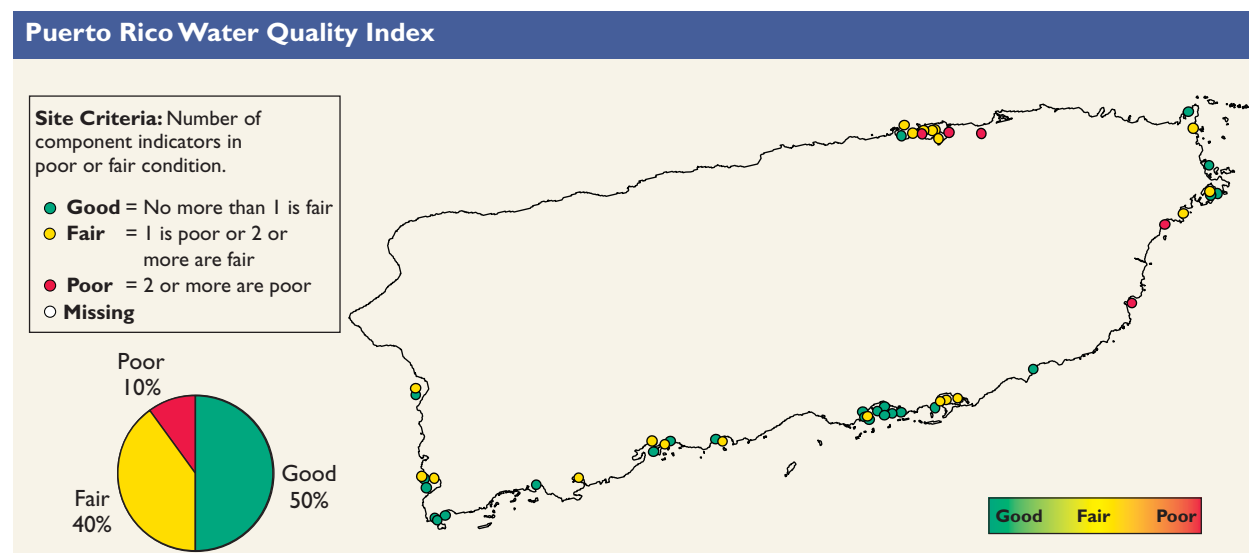 Puerto Rico Water Quality Index
Site Criteria: Number of
component indicators in
poor or fair condition.
Good = No more than 1 is fair
Fair = 1 is poor or 2 or
more are fair
Poor = 2 or more are poor
Missing
Poor
10%
Good
50%
Fair
40%
Good Fair Poor